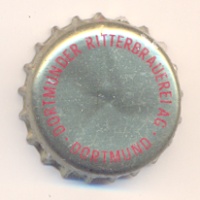 DORTMUNDER RITTERBRAUEREI AG
· DORTMUND ·